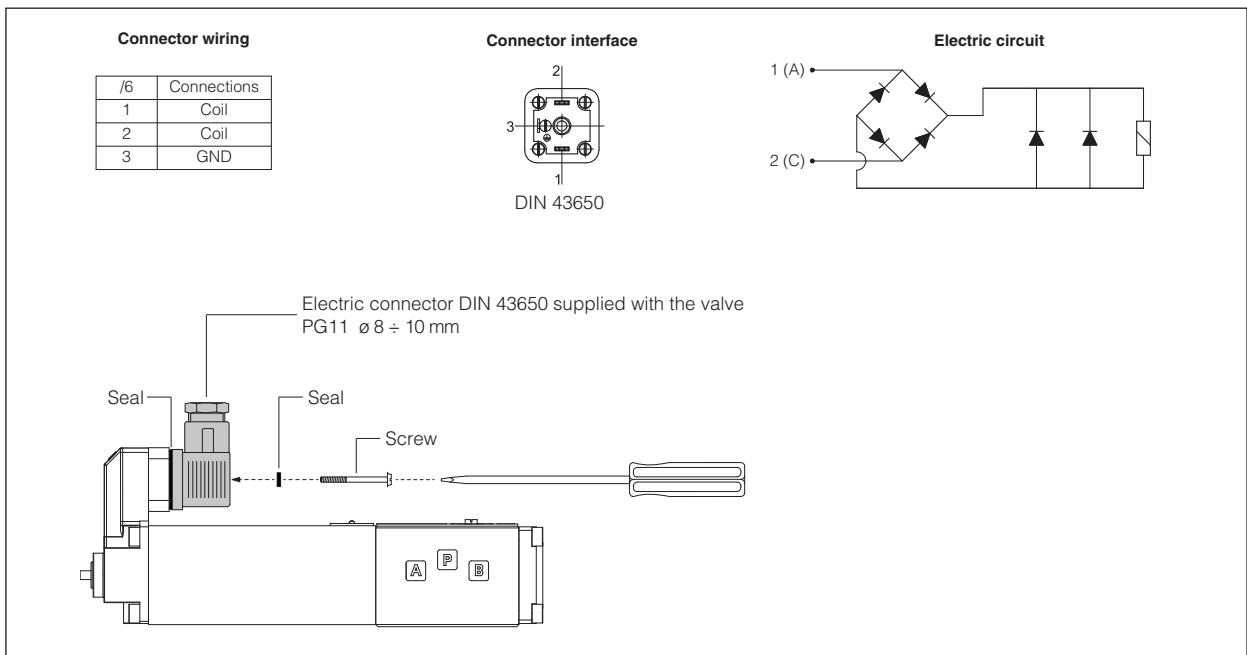 Connector wiring
/6 Connections
1 Coil
2 Coil
3 GND
Connector interface
2
3
1
DIN 43650
Electric circuit
1 (A)
2 (C)
Electric connector DIN 43650 supplied with the valve
PG11 ø 8 ÷ 10 mm
Seal
Seal
Screw
A
P
B